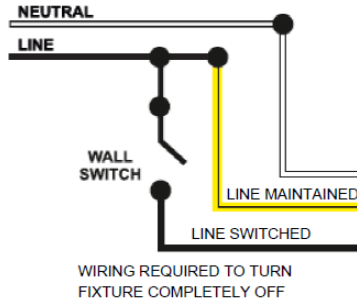 NEUTRAL
LINE
WALL
SWITCH
LINE MAINTAINED
LINE SWITCHED
WIRING REQUIRED TO TURN
FIXTURE COMPLETELY OFF